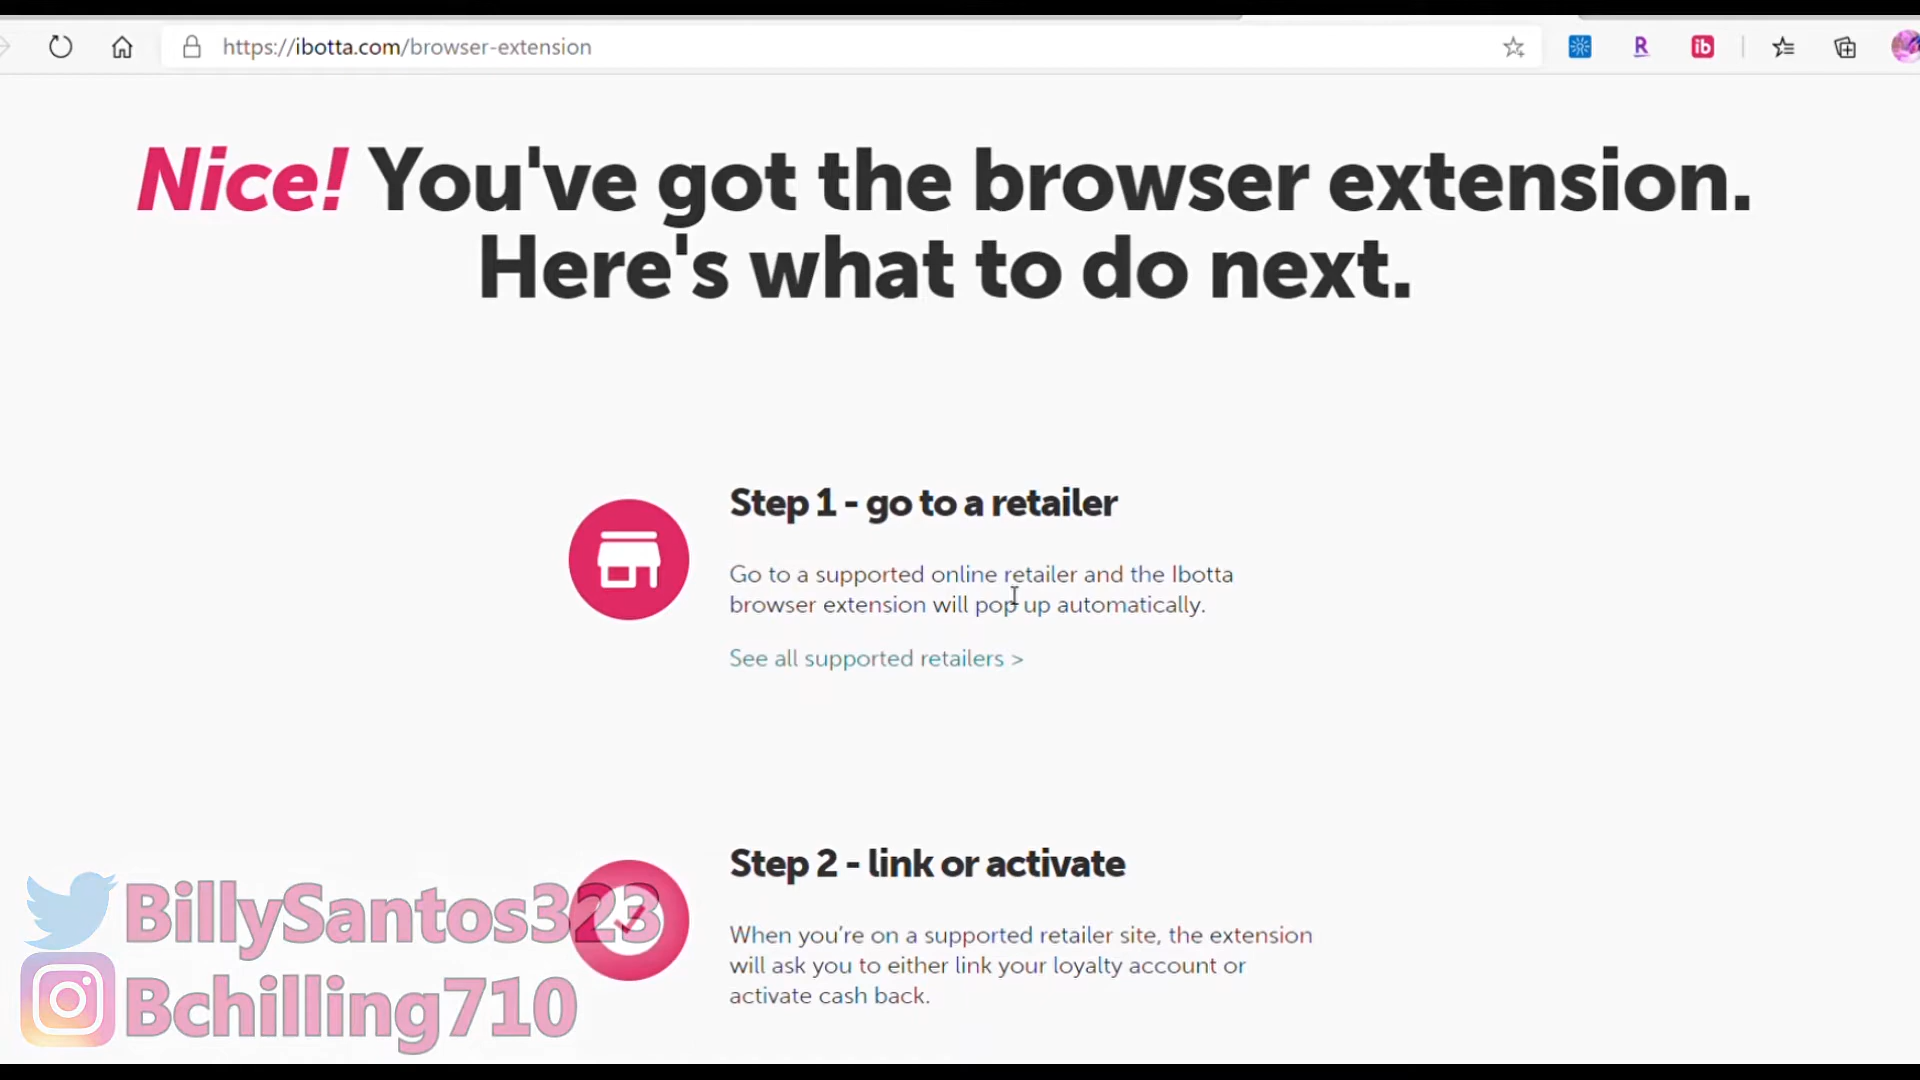 https://ibotta.com/browser-extension
R
ib
Nice! You've got the browser extension.
Here's what to do next.
Step 1 - go to a retailer
Go to a supported online retailer and the Ibotta
browser extension will pop up automatically.
See all supported retailers >
Step 2 - link or activate
When you’re on a supported retailer site, the extension
will ask you to either link your loyalty account or
activate cash back.
BillySantos323
Bchilling710